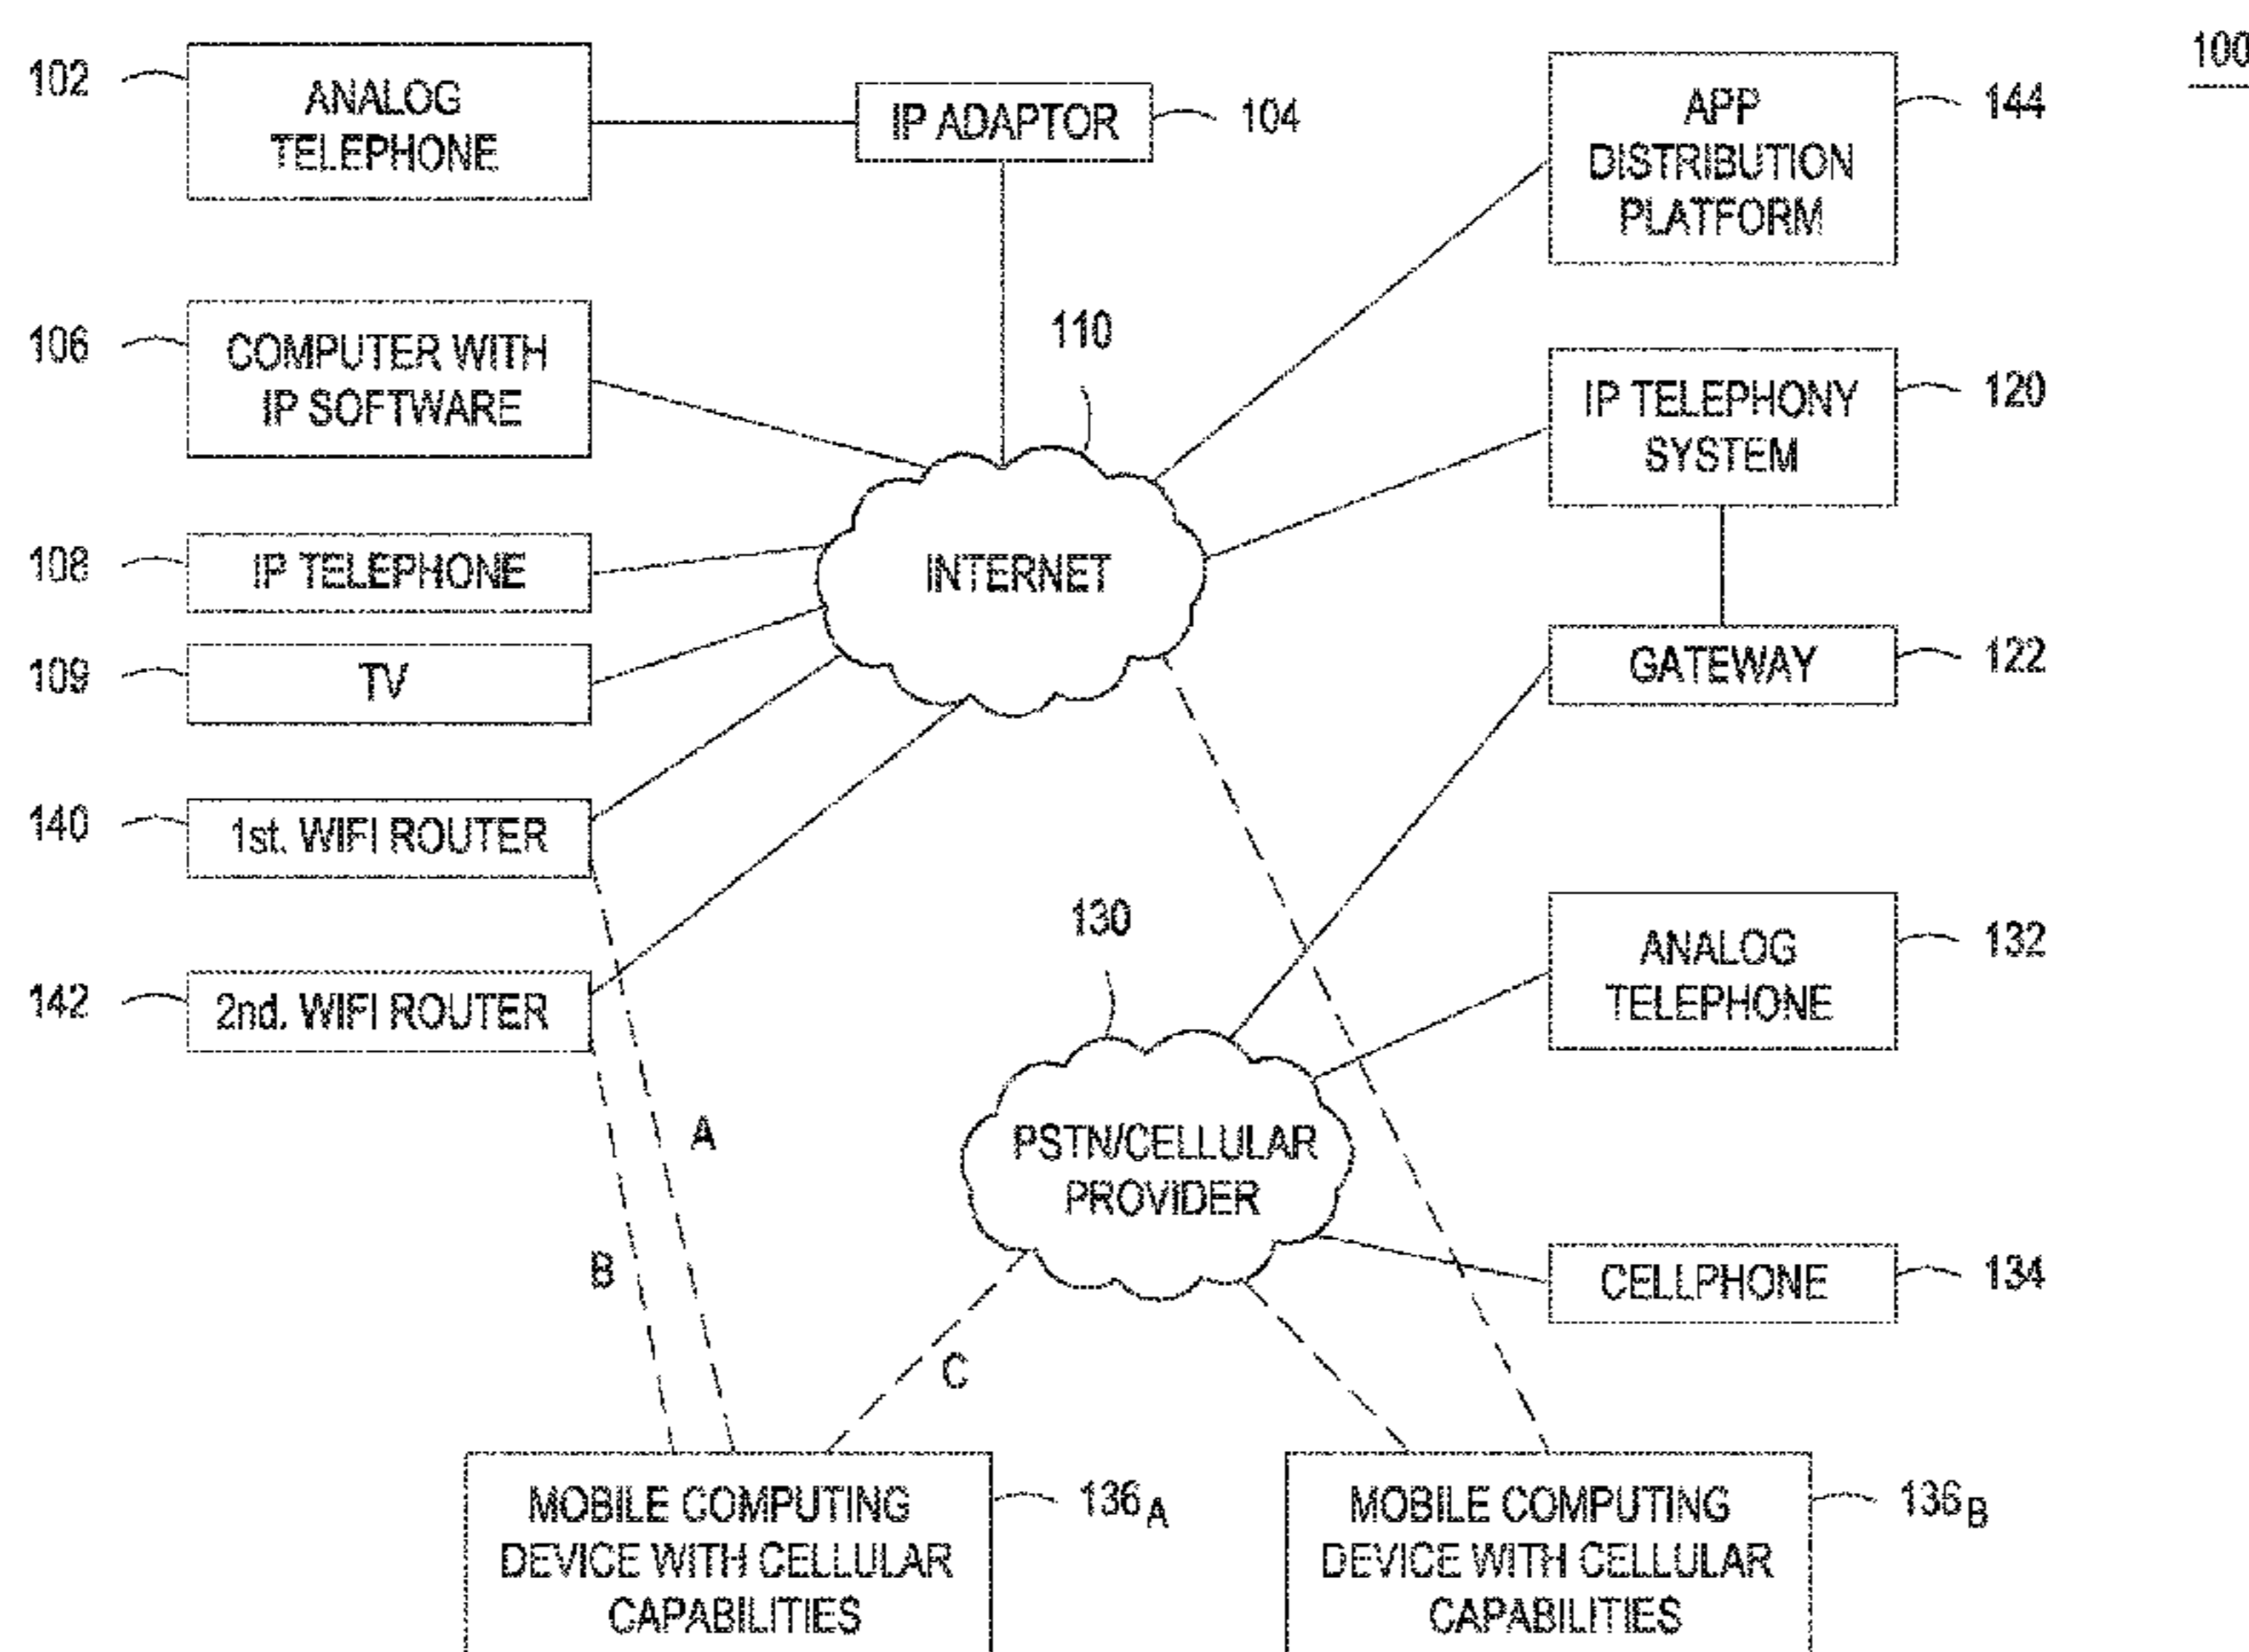 100
102
ANALOG
TELEPHONE
IP ADAPTOR
104
APP
DISTRIBUTION
PLATFORM
144
106
COMPUTER WITH
IP SOFTWARE
110
IP TELEPHONY
SYSTEM
120
108
IP TELEPHONE
INTERNET
109
TV
GATEWAY
122
140
1st. WIFI ROUTER
130
ANALOG
TELEPHONE
132
142
2nd. WIFI ROUTER
A
B
PSTN/CELLULAR
PROVIDER
CELLPHONE
134
C
MOBILE COMPUTING
DEVICE WITH CELLULAR
CAPABILITIES
136A
MOBILE COMPUTING
DEVICE WITH CELLULAR
CAPABILITIES
136B